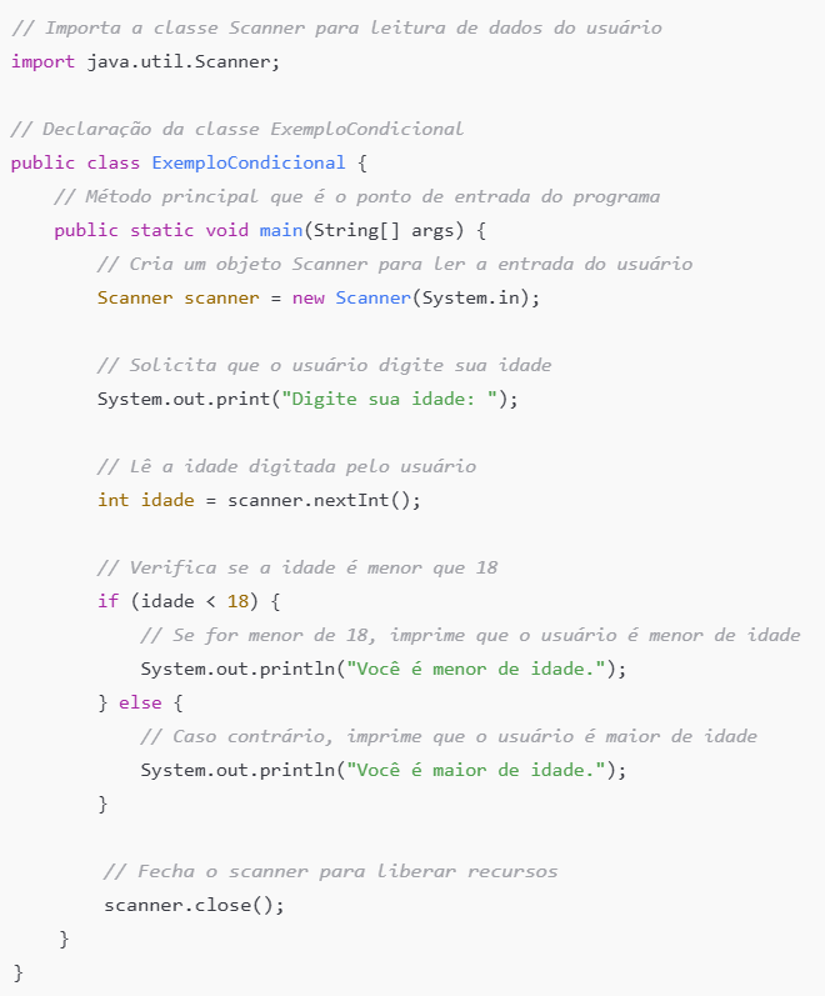 // Importa a classe Scanner para leitura de dados do usuário
import java.util.Scanner;
// Declaração da classe ExemploCondicional
public class ExemploCondicional {
// Método principal que é o ponto de entrada do programa
public static void main(String[] args) {
// Cria um objeto Scanner para ler a entrada do usuário
Scanner scanner = new Scanner(System.in);
// Solicita que o usuário digite sua idade
System.out.print("Digite sua idade: ");
// Lê a idade digitada pelo usuário
int idade = scanner.nextInt();
// Verifica se a idade é menor que 18
if (idade < 18) {
// Se for menor de 18, imprime que o usuário é menor de idade
System.out.println("Você é menor de idade.");
} else {
// Caso contrário, imprime que o usuário é maior de idade
System.out.println("Você é maior de idade.");
}
// Fecha o scanner para liberar recursos
scanner.close();
}
}